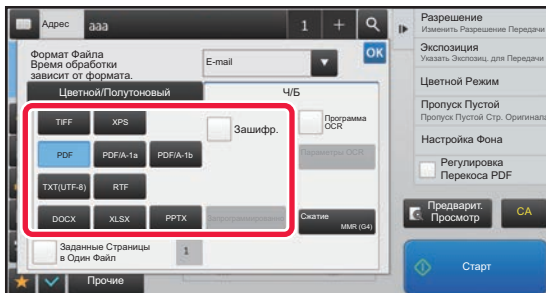 Адрес
aaa
1
Разрешение
Изменить Разрешение Передачи
Экспозиция
Указать Экспозиц. для Передачи
Цветной Режим
Пропуск Пустой
Пропуск Пустой Стр. Оригинала
Настройка Фона
Регулировка
Перекоса PDF
Предварит.
Просмотр
CA
Старт
Формат Файла
Время обработки
зависит от формата.
E-mail
OK
Цветной/Полутоновый
Ч/Б
TIFF
XPS
Зашифр.
Программа
OCR
PDF
PDF/A-1a
PDF/A-1b
Параметры OCR
TXT(UTF-8)
RTF
DOCX
XLSX
PPTX
Сжатие
MMR (G4)
Заданные Страницы
в Один Файл
1
Прочие